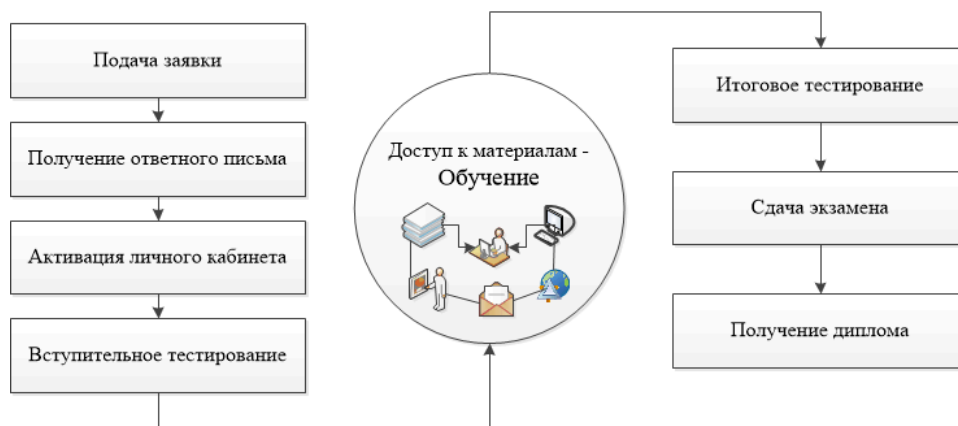 Подача заявки
Получение ответного письма
Активация личного кабинета
Вступительное тестирование
Доступ к материалам -
Обучение
Итоговое тестирование
Сдача экзамена
Получение диплома